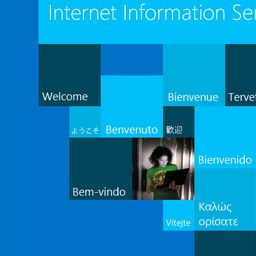 Internet Information Ser
Welcome
Bienvenue
Tervet
ようこそ
Benvenuto
歡迎
Bienvenido
Bem-vindo
Vítejte
Καλώς
ορίσατε